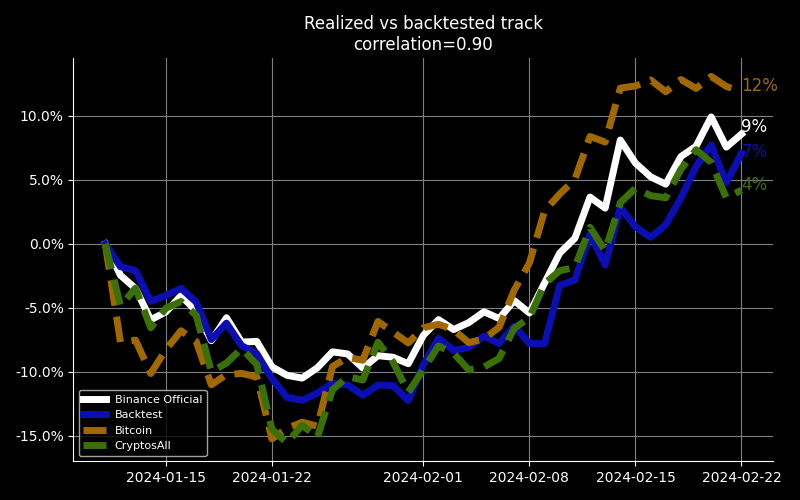 Realized vs backtested track
correlation=0.90
10.0%
5.0%
0.0%
-5.0%
-10.0%
-15.0%
12%
9%
7%
4%
Binance Official
Backtest
Bitcoin
CryptosAll
2024-01-15
2024-01-22
2024-02-01
2024-02-08
2024-02-15
2024-02-22